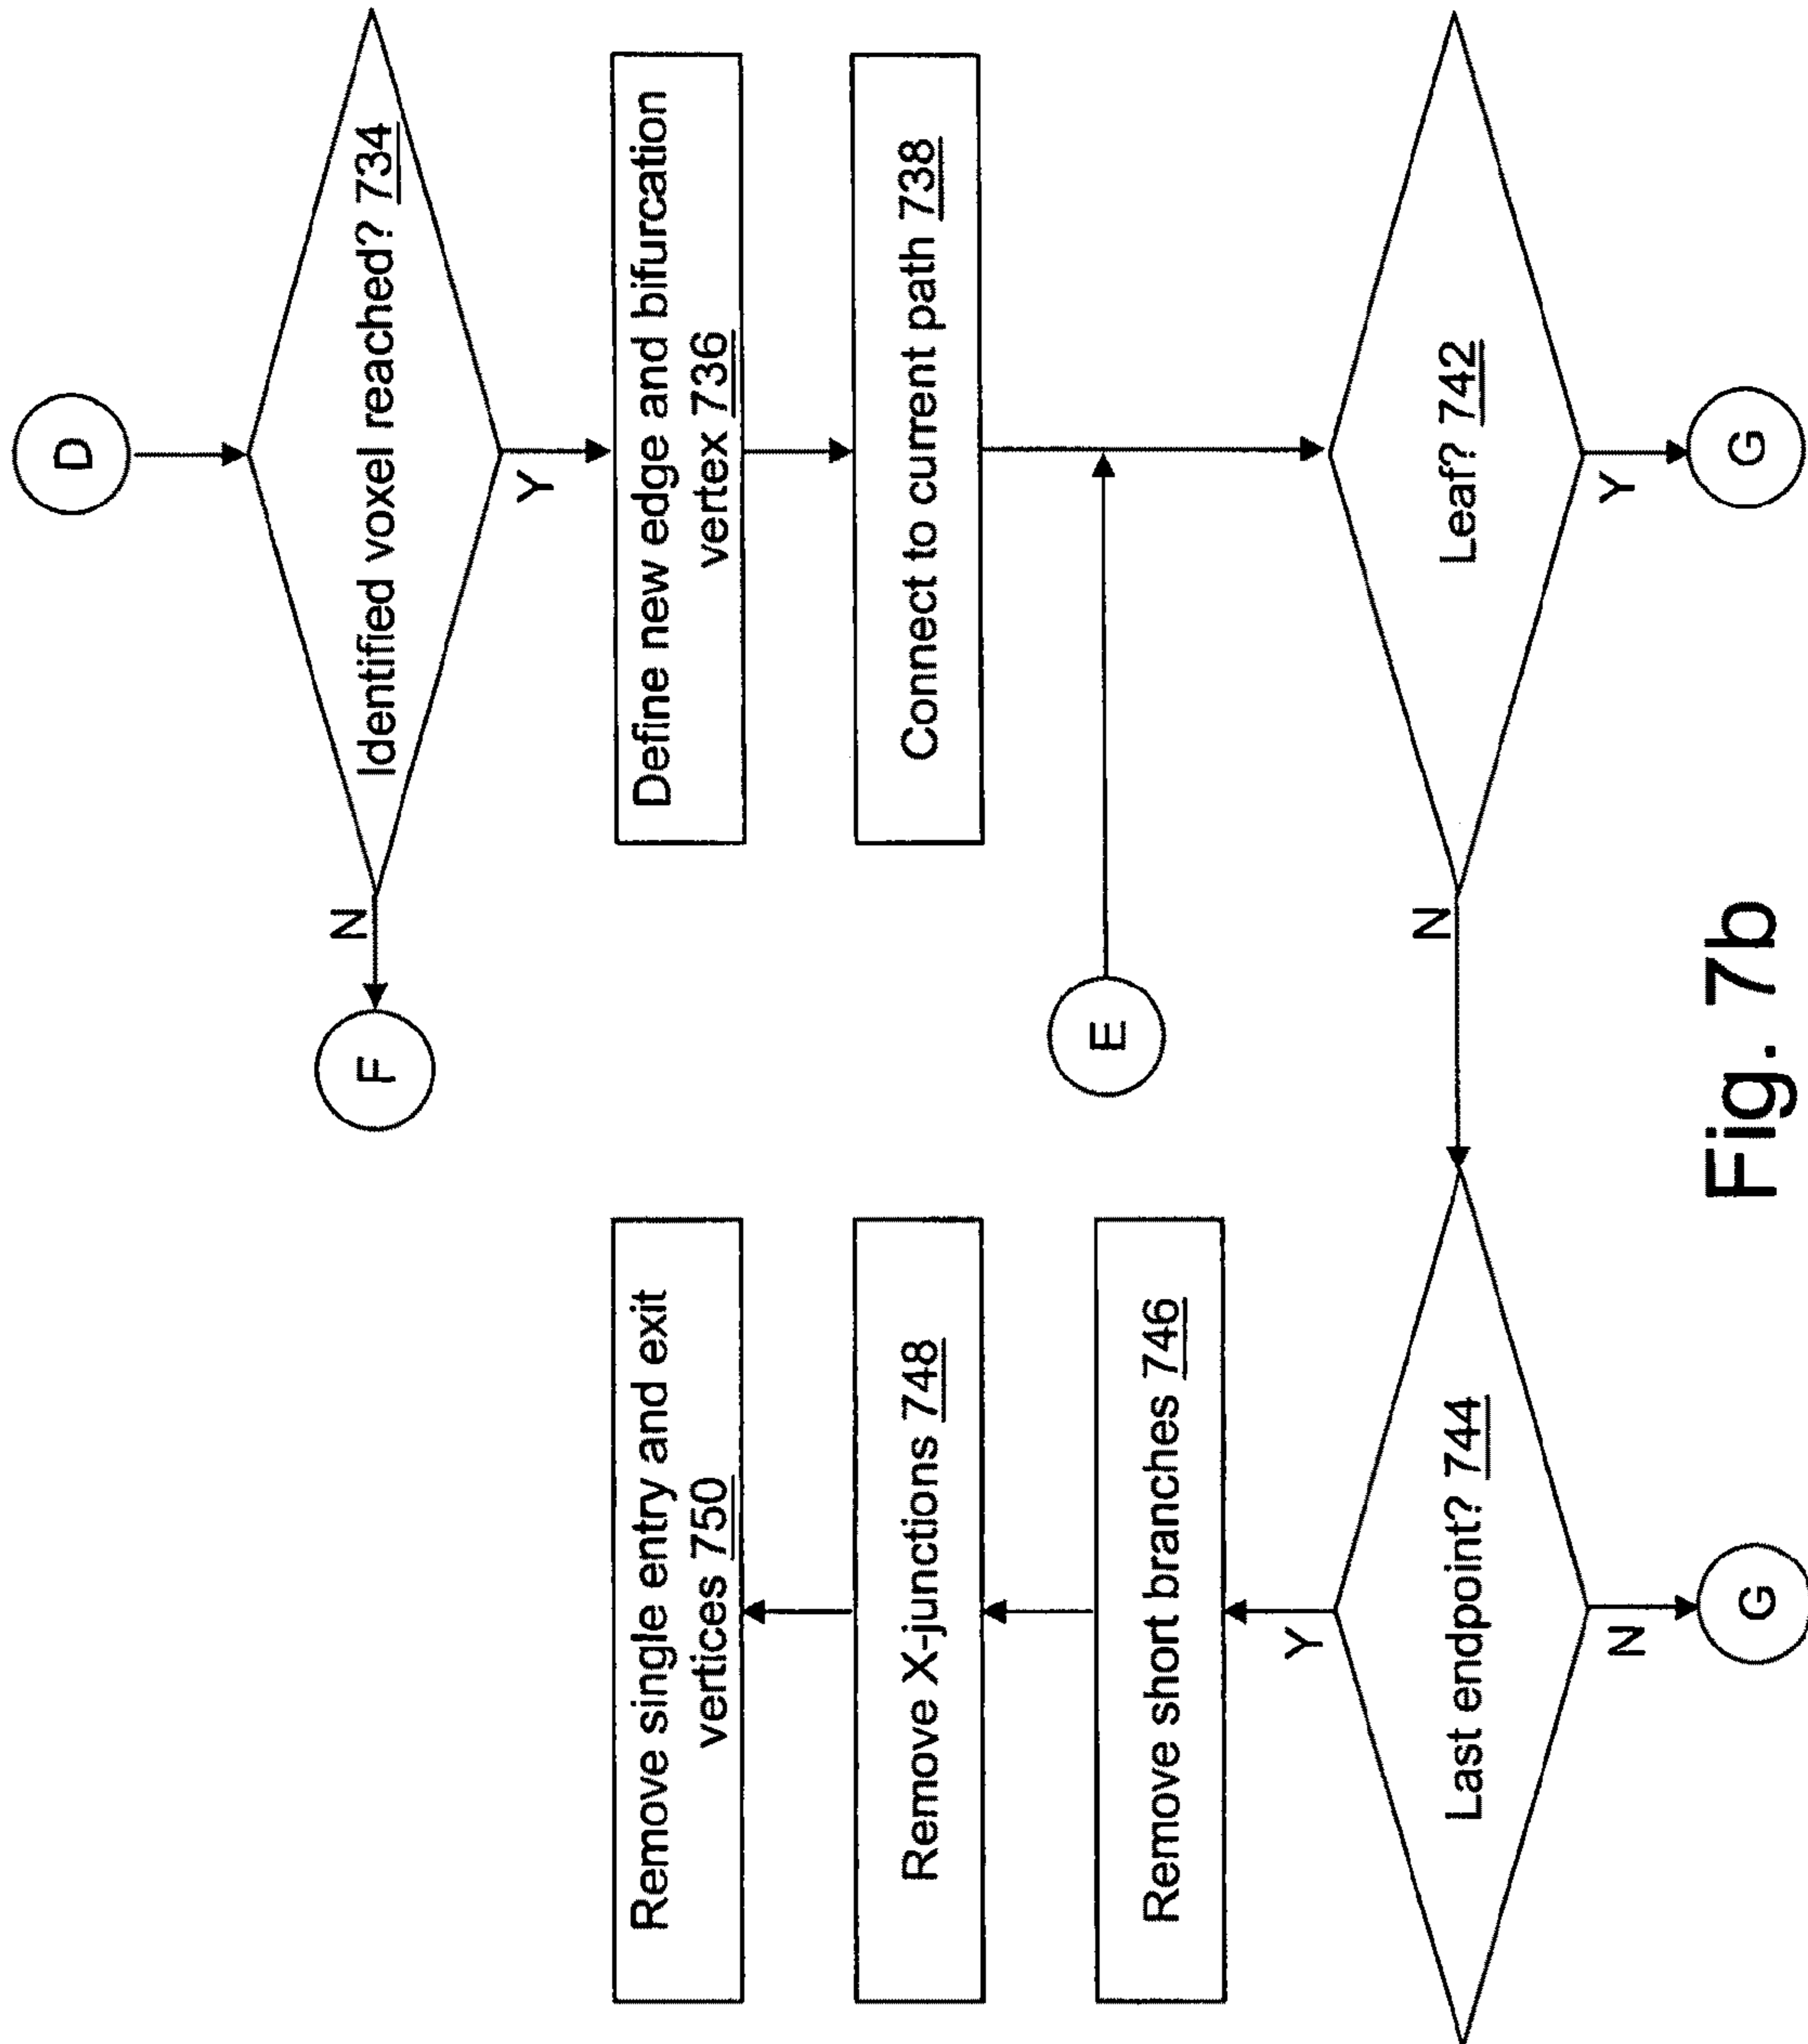 D
Identified voxel reached? 734
N
F
Y
Define new edge and bifurcation
vertex 736
Connect to current path 738
E
Leaf? 742
Y
G
N
Last endpoint? 744
N
G
Y
Remove short branches 746
Remove X-junctions 748
Remove single entry and exit
vertices 750
Fig. 7b